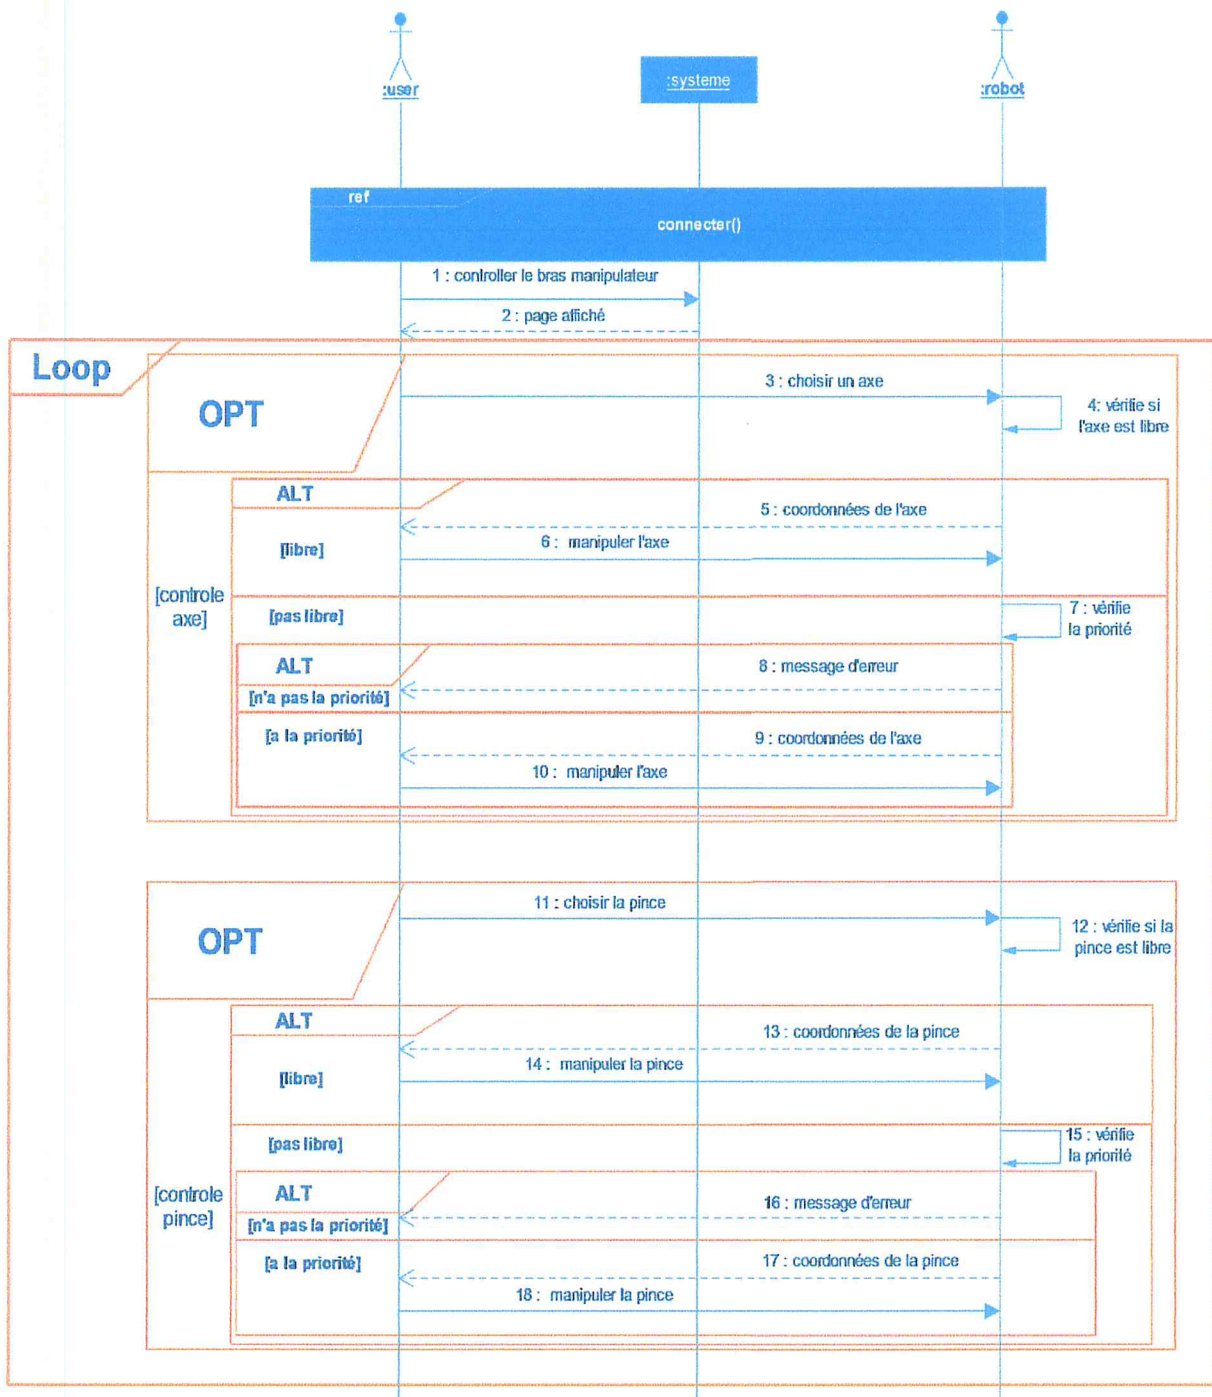 :user
:systeme
:robot
ref
connecter()
1 : controller le bras manipulateur
2 : page affiché
Loop
OPT
3 : choisir un axe
4: vérifie si
l'axe est libre
[controle
axe]
ALT
5 : coordonnées de l'axe
[libre]
6 : manipuler l'axe
[pas libre]
7 : vérifie
la priorité
ALT
8 : message d'erreur
[n'a pas la priorité]
[a la priorité]
9 : coordonnées de l'axe
10 : manipuler l'axe
OPT
11 : choisir la pince
12 : vérifie si la
pince est libre
[controle
pince]
ALT
13 : coordonnées de la pince
[libre]
14 : manipuler la pince
[pas libre]
15 : vérifie
la priorité
ALT
16 : message d'erreur
[n'a pas la priorité]
[a la priorité]
17 : coordonnées de la pince
18 : manipuler la pince